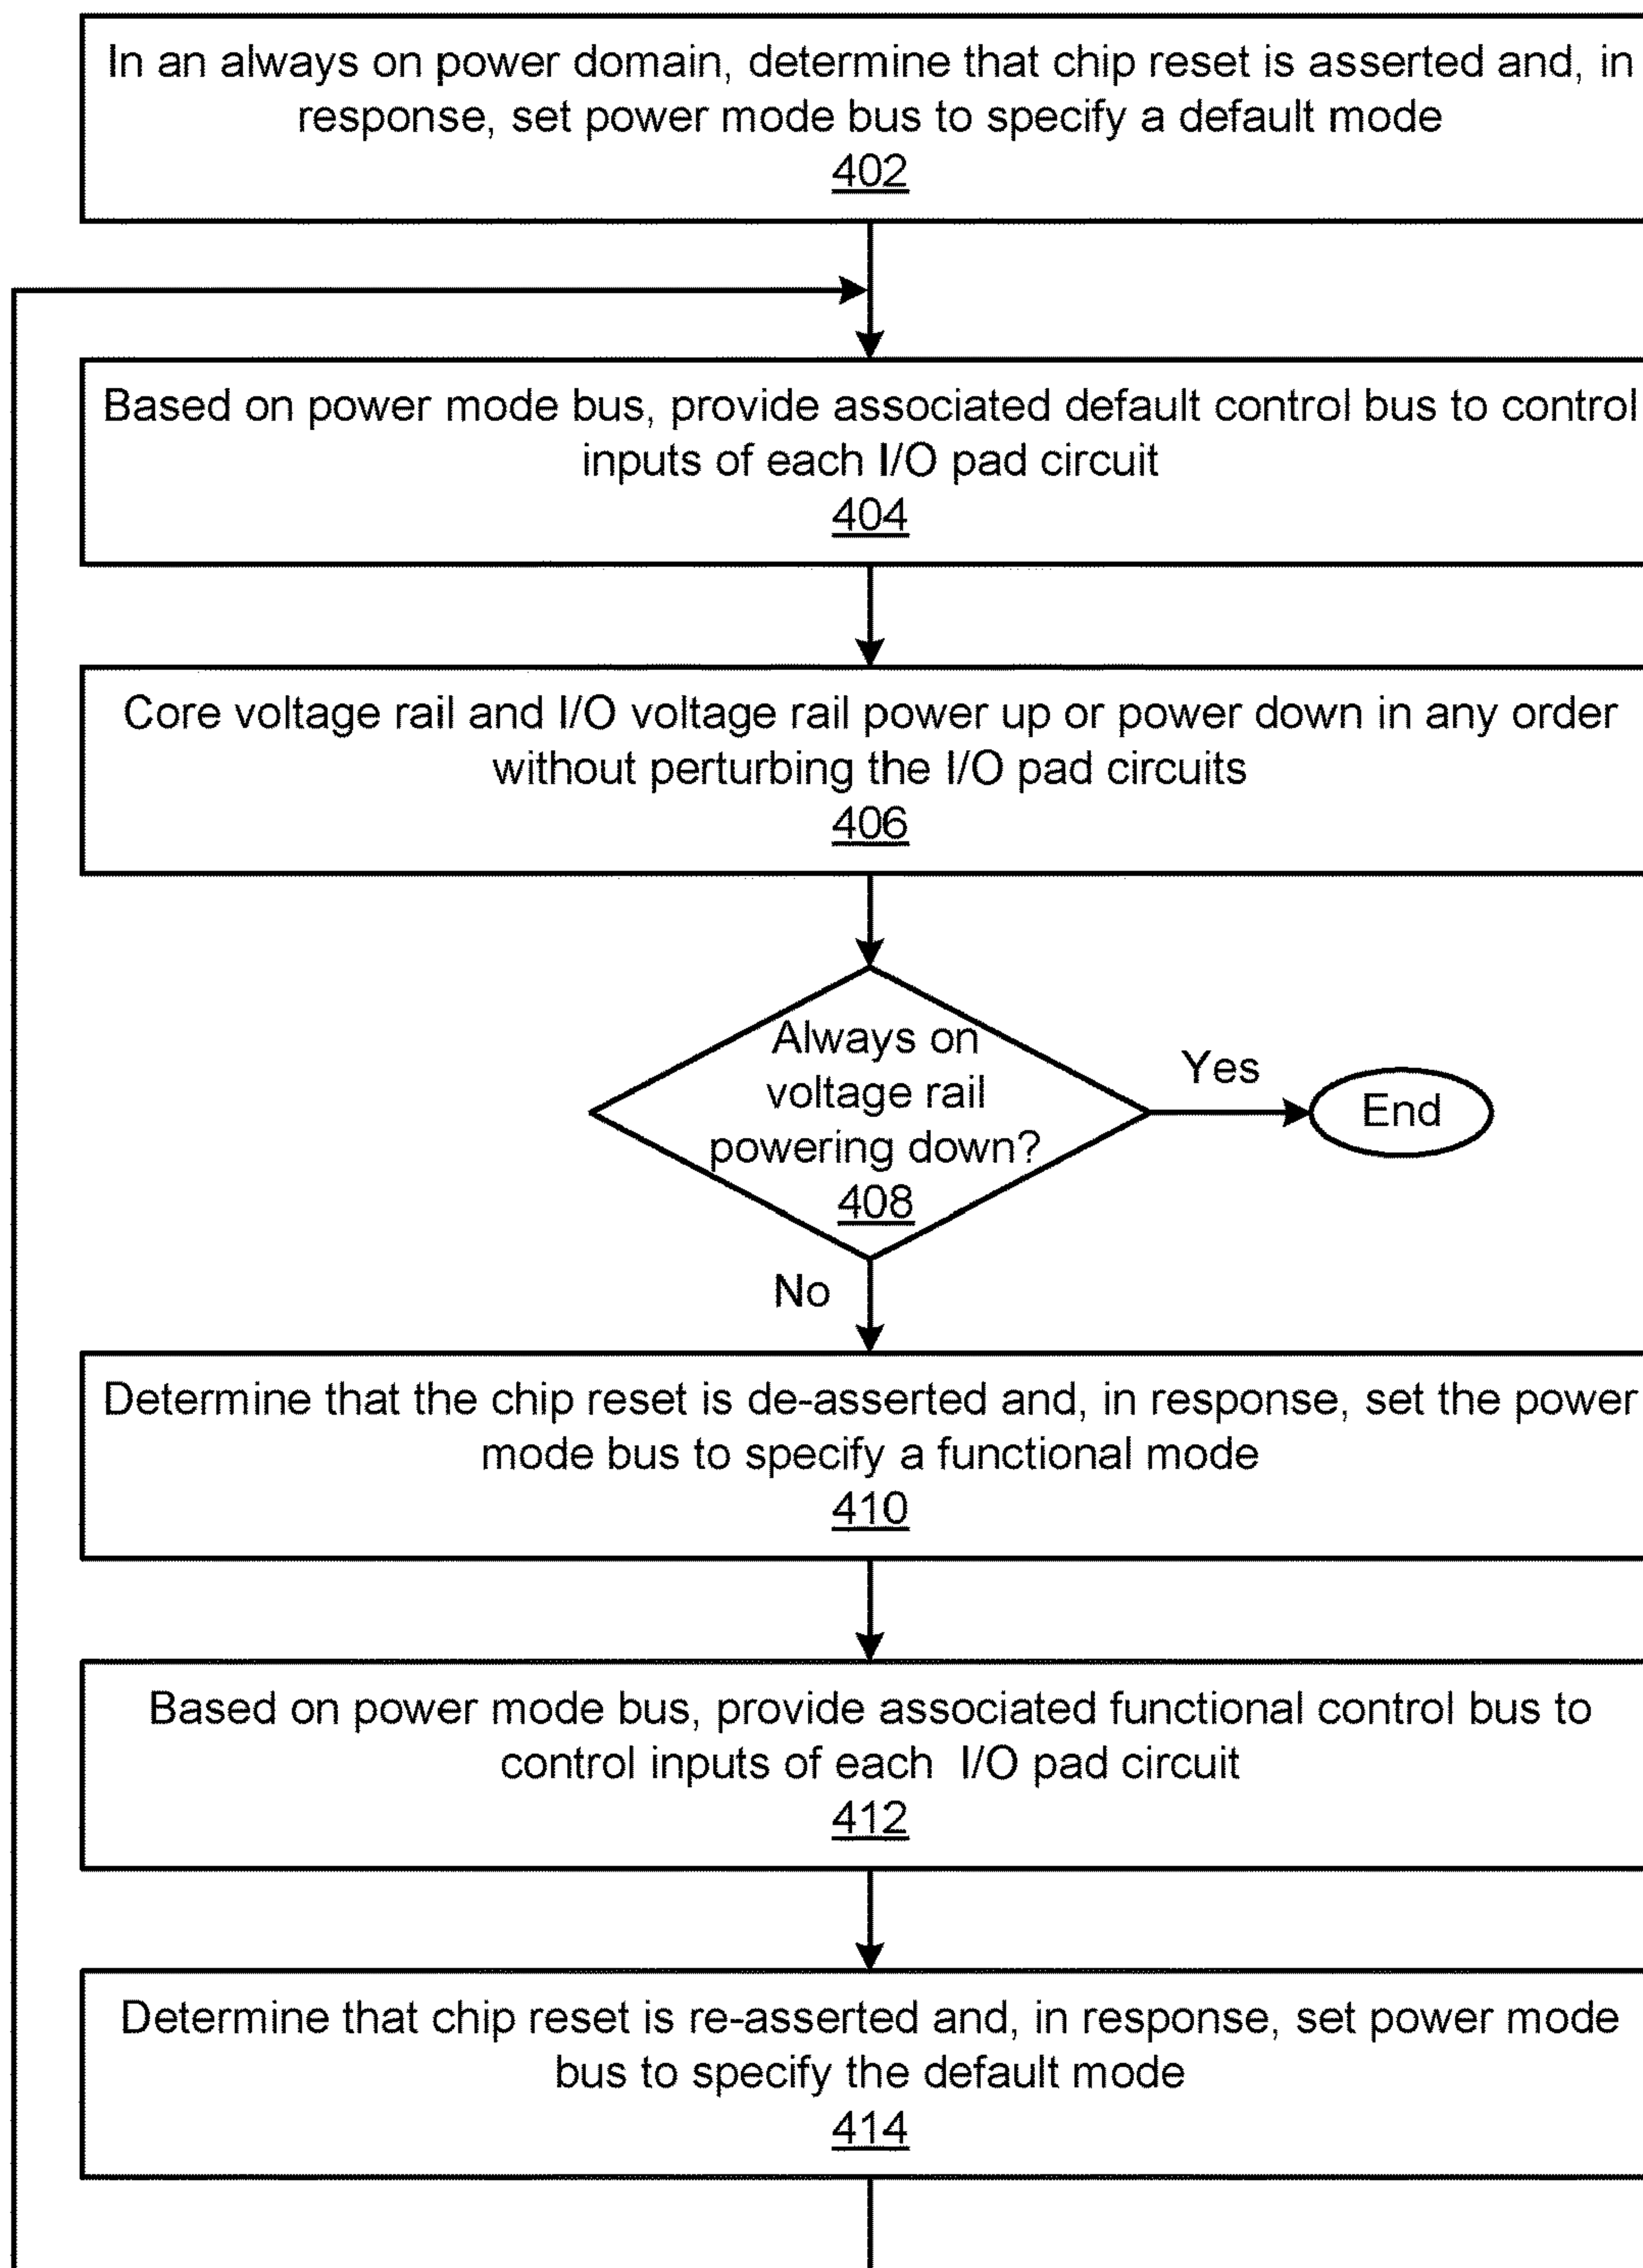 In an always on power domain, determine that chip reset is asserted and, in
response, set power mode bus to specify a default mode
402
Based on power mode bus, provide associated default control bus to control
inputs of each I/O pad circuit
404
Core voltage rail and I/O voltage rail power up or power down in any order
without perturbing the I/O pad circuits
406
Always on
voltage rail
powering down?
408
Yes
End
No
Determine that the chip reset is de-asserted and, in response, set the power
mode bus to specify a functional mode
410
Based on power mode bus, provide associated functional control bus to
control inputs of each I/O pad circuit
412
Determine that chip reset is re-asserted and, in response, set power mode
bus to specify the default mode
414